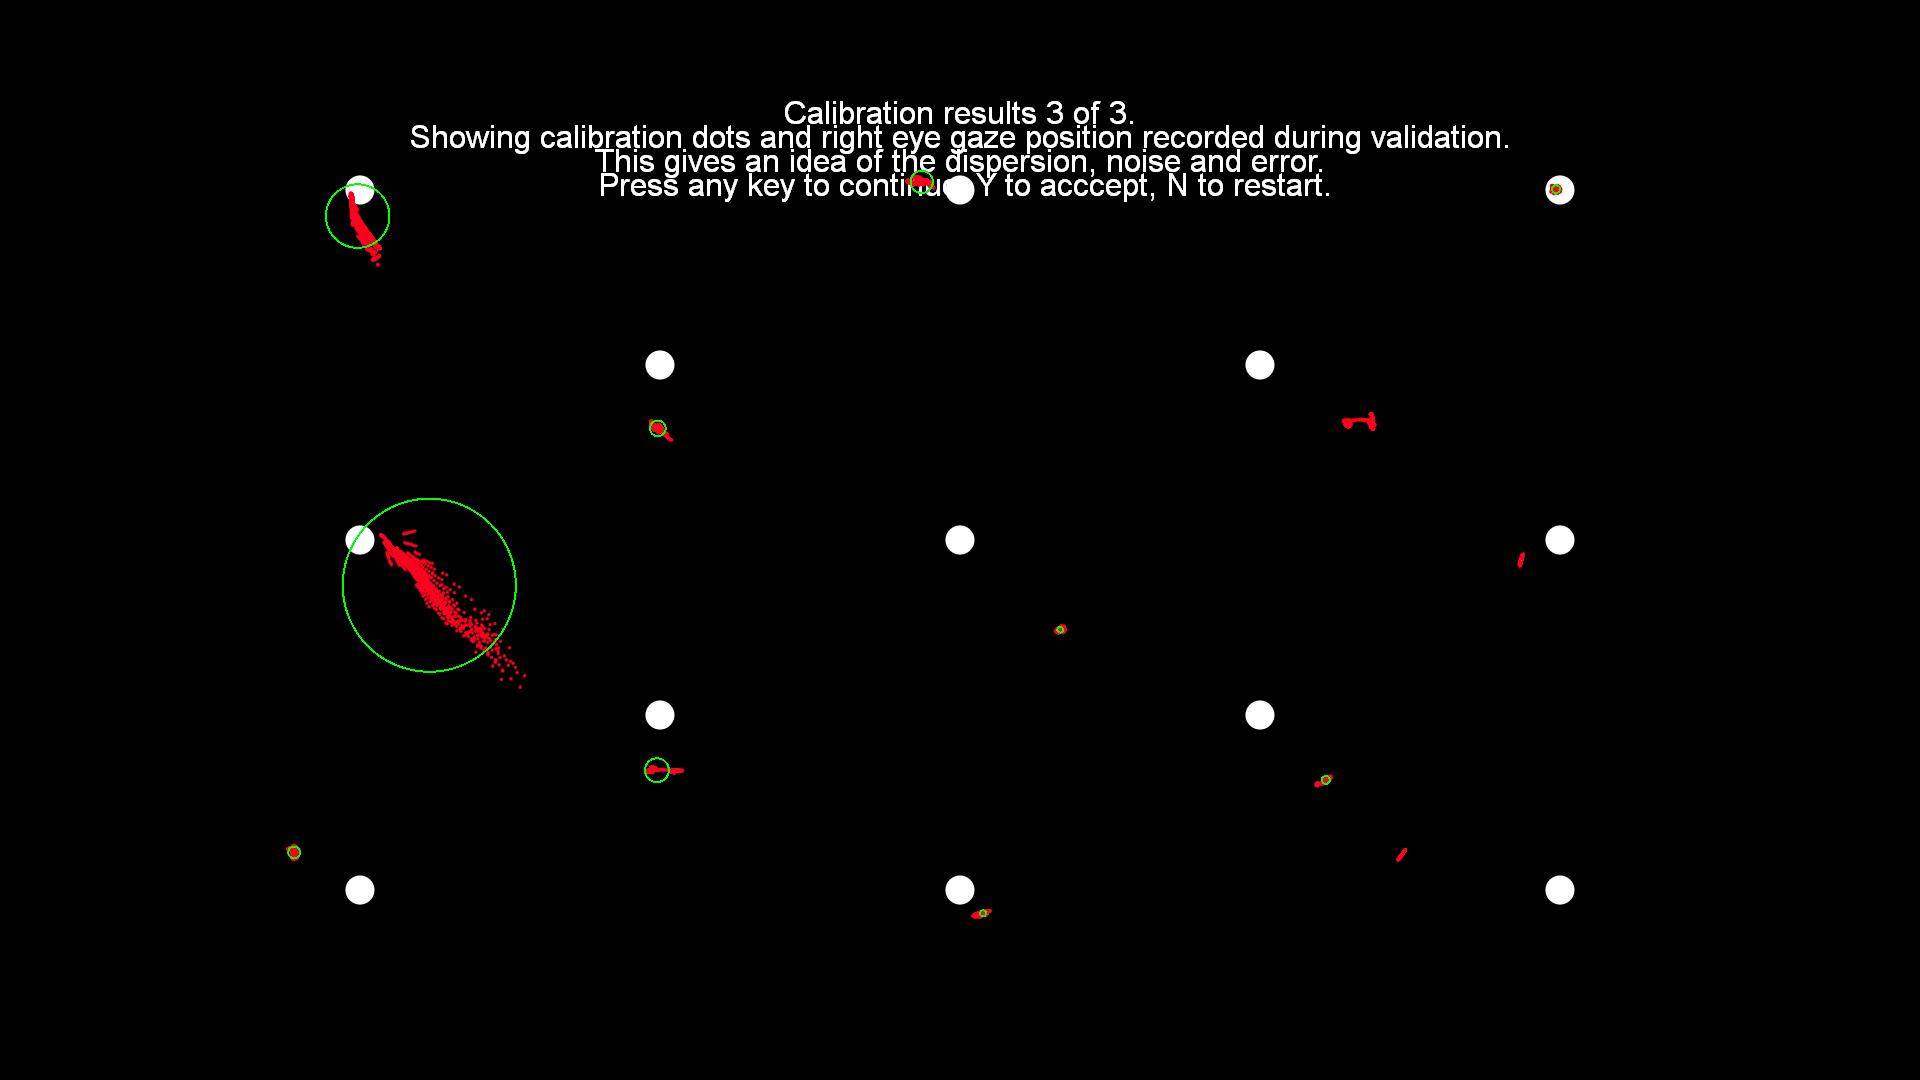 Calibration results 3 of 3.
Showing calibration dots and right eye gaze position recorded during validation.
This gives an idea of the dispersion, noise and error.
Press any key to continue, Y to acccept, N to restart.